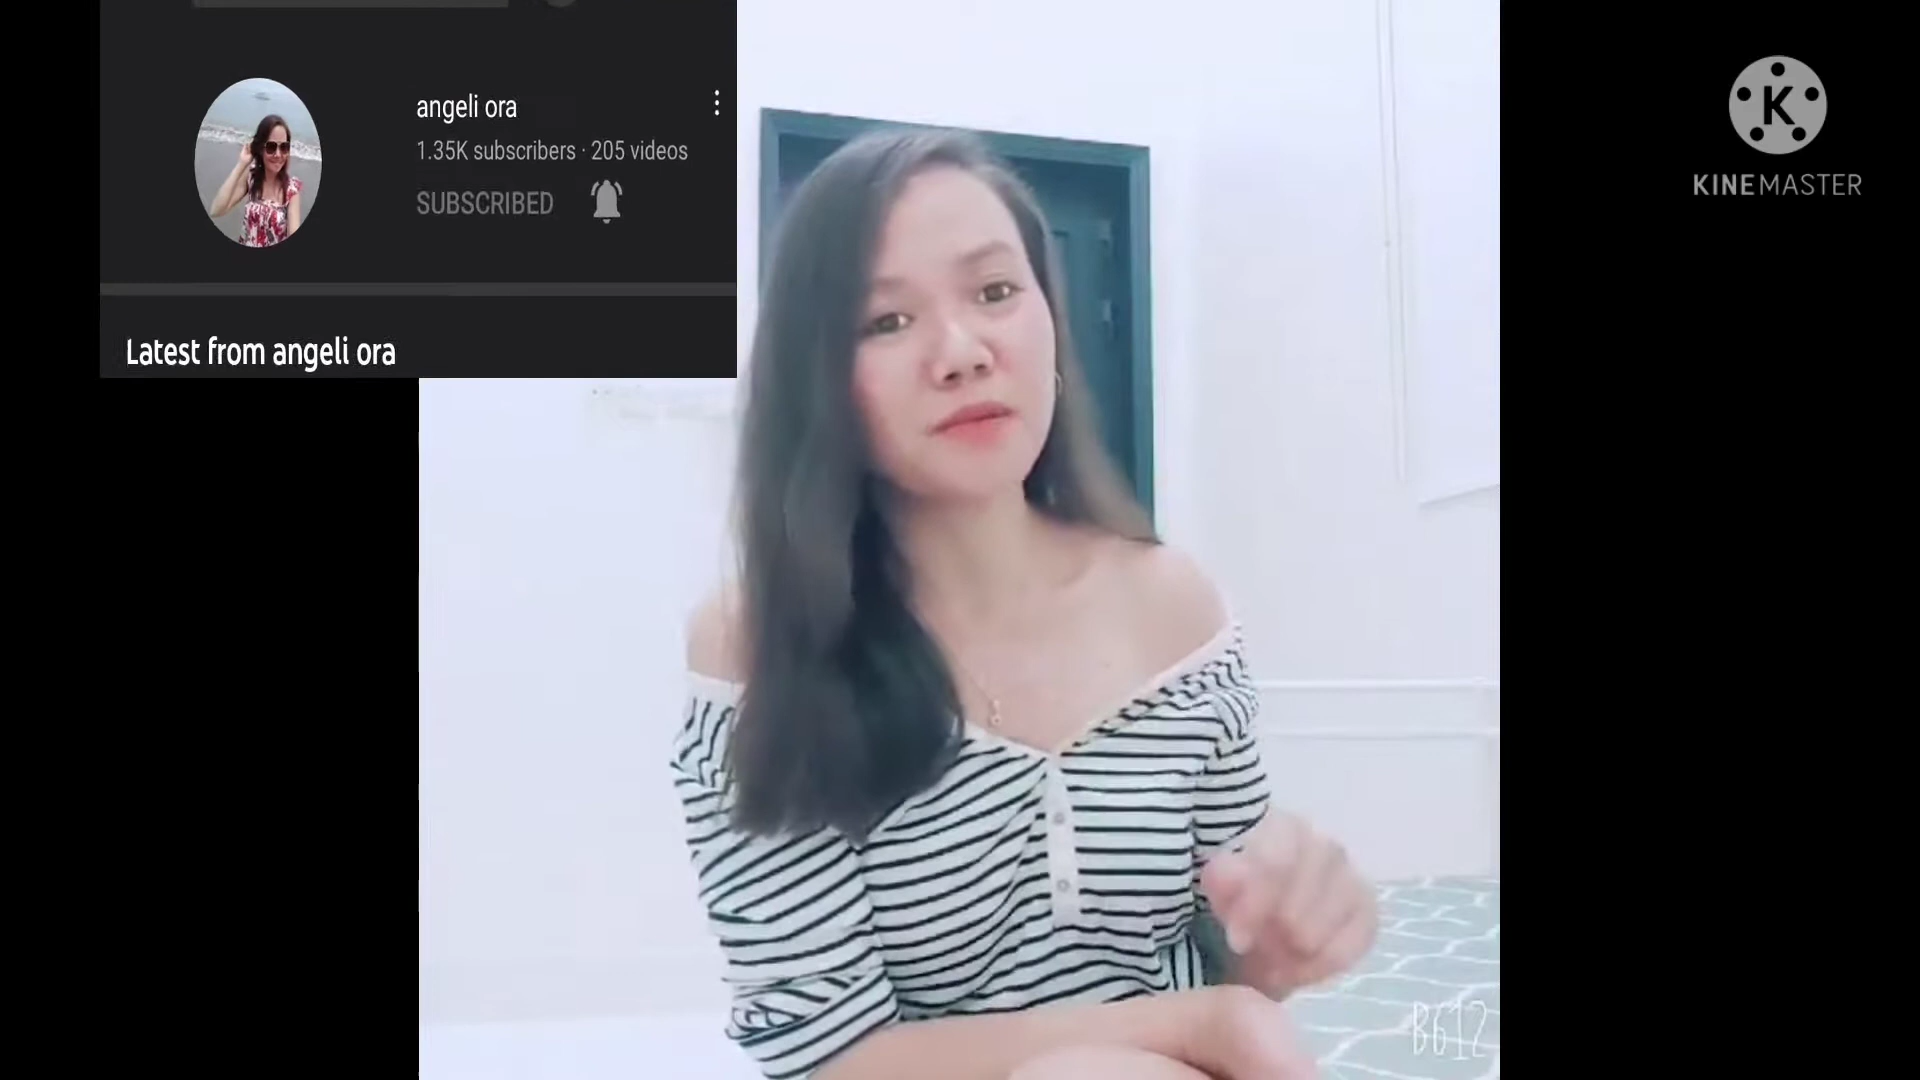 angeli ora
1.35K subscribers · 205 videos
SUBSCRIBED
Latest from angeli ora
K
KINEMASTER
B612